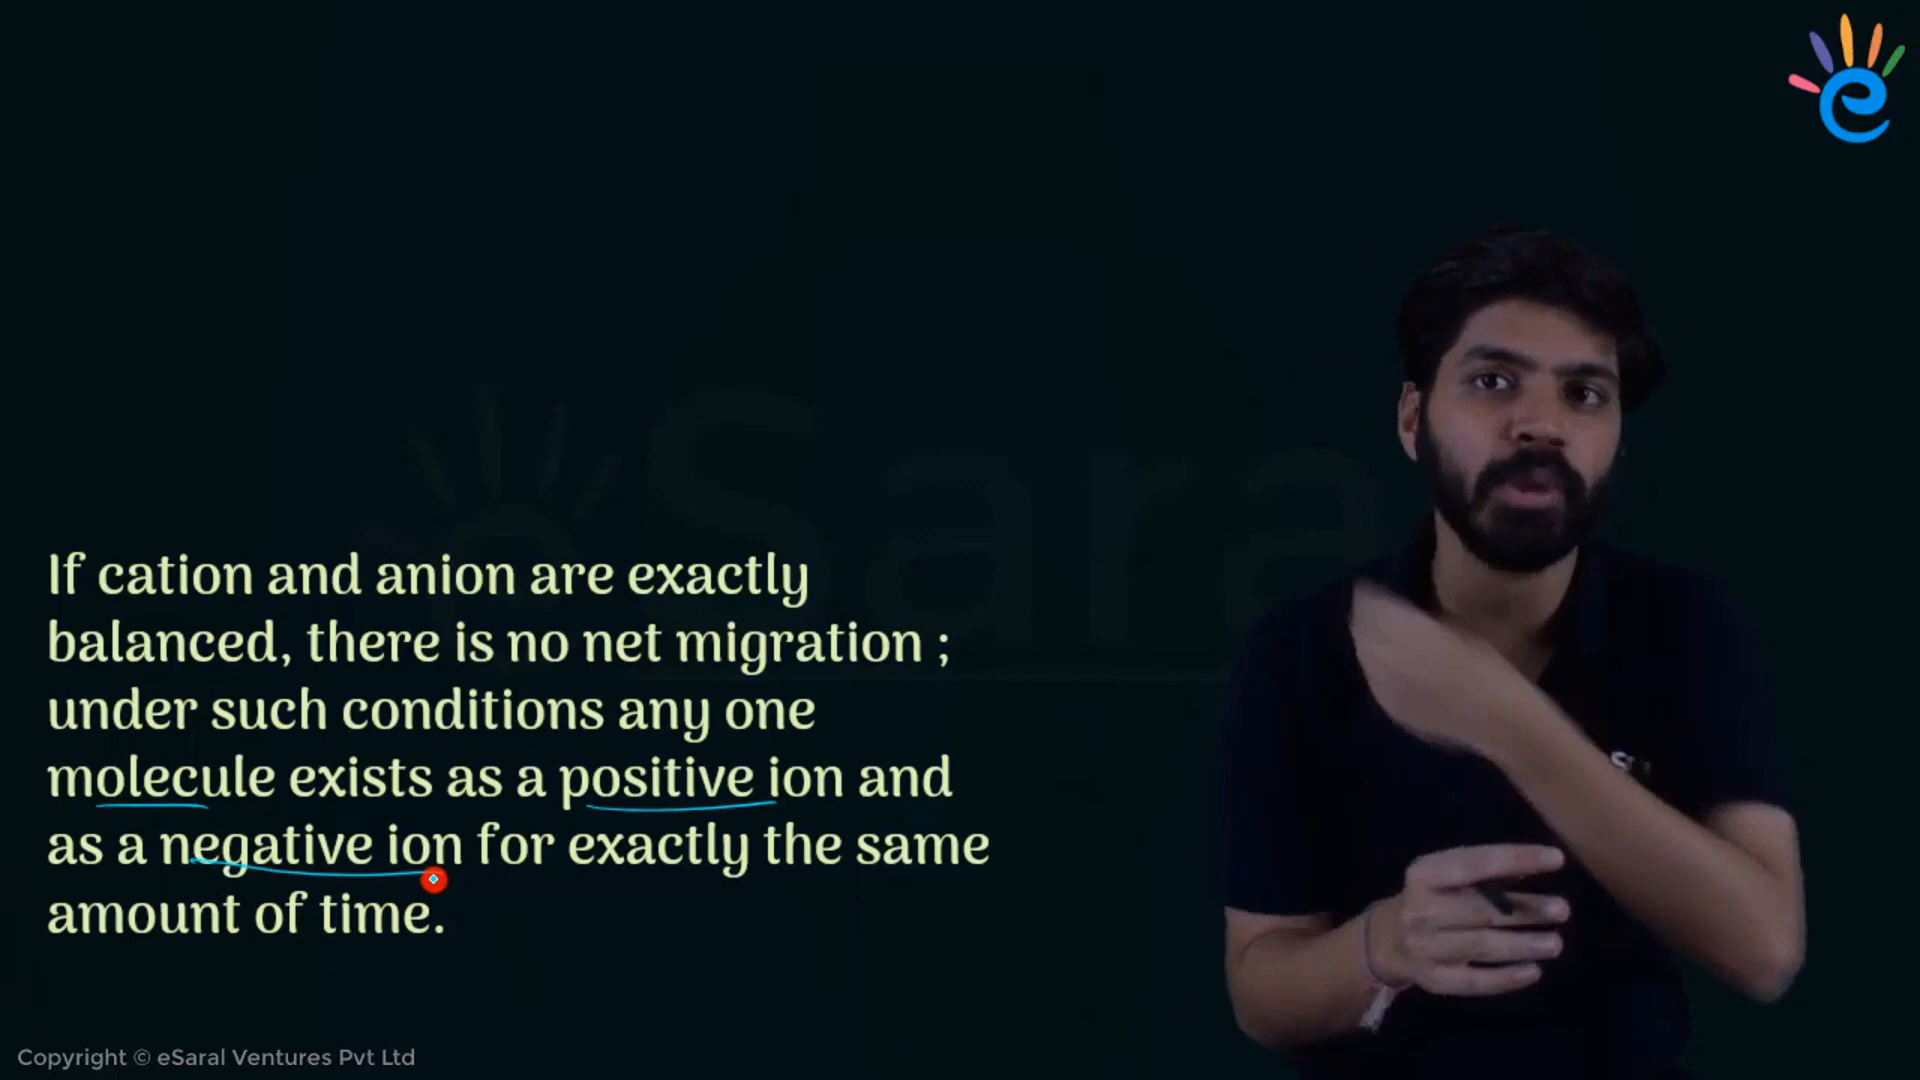 If cation and anion are exactly
balanced, there is no net migration ;
under such conditions any one
molecule exists as a positive ion and
as a negative ion for exactly the same
amount of time.
Copyright © eSaral Ventures Pvt Ltd